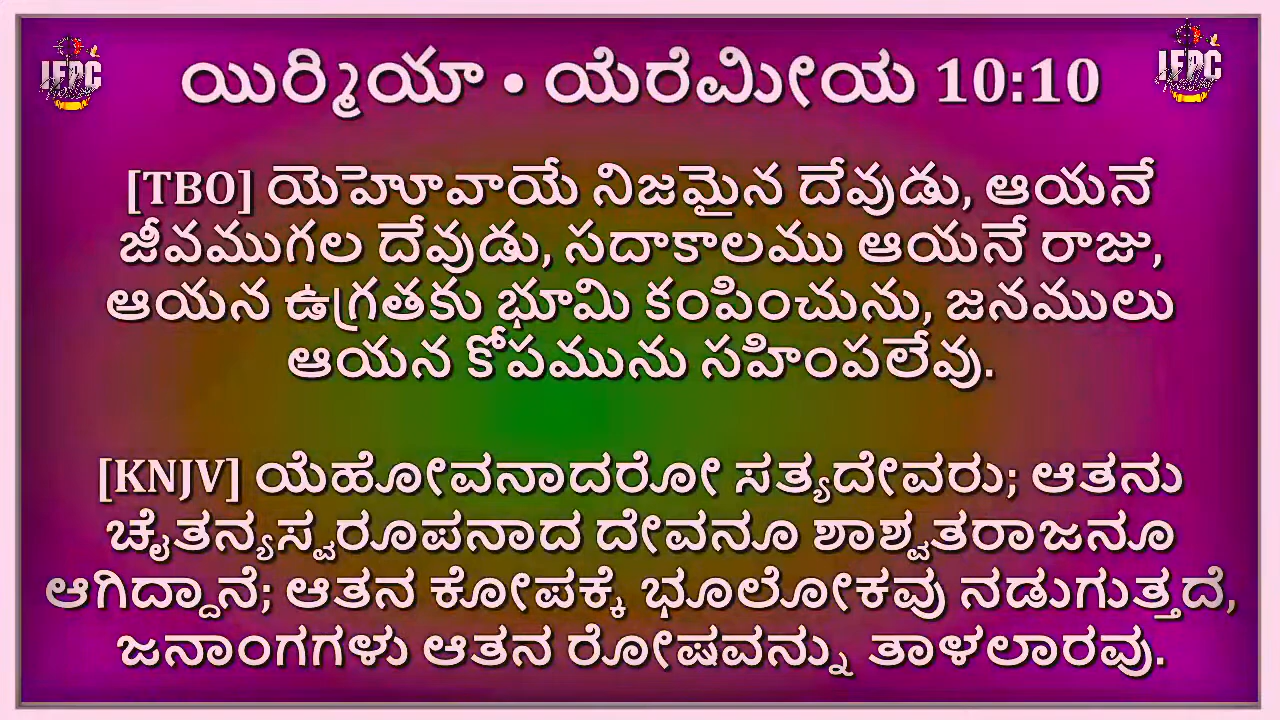 యిర్మియా • ಯೆರೆಮೀಯ 10:10
IFPC
IFPC
[TBO] యెహోవాయే నిజమైన దేవుడు, ఆయనే
జీవముగల దేవుడు, సదాకాలము ఆయనే రాజు,
ఆయన ఉగ్రతకు భూమి కంపించును, జనములు
ఆయన కోపమును సహింపలేవు.
[KNJV] ಯೆಹೋವನಾದರೋ ಸತ್ಯದೇವರು; ಆತನು
ಚೈತನ್ಯಸ್ವರೂಪನಾದ ದೇವನೂ ಶಾಶ್ವತರಾಜನೂ
ಆಗಿದ್ದಾನೆ; ಆತನ ಕೋಪಕ್ಕೆ ಭೂಲೋಕವು ನಡುಗುತ್ತದೆ,
ಜನಾಂಗಗಳು ಆತನ ರೋಷವನ್ನು ತಾಳಲಾರವು.